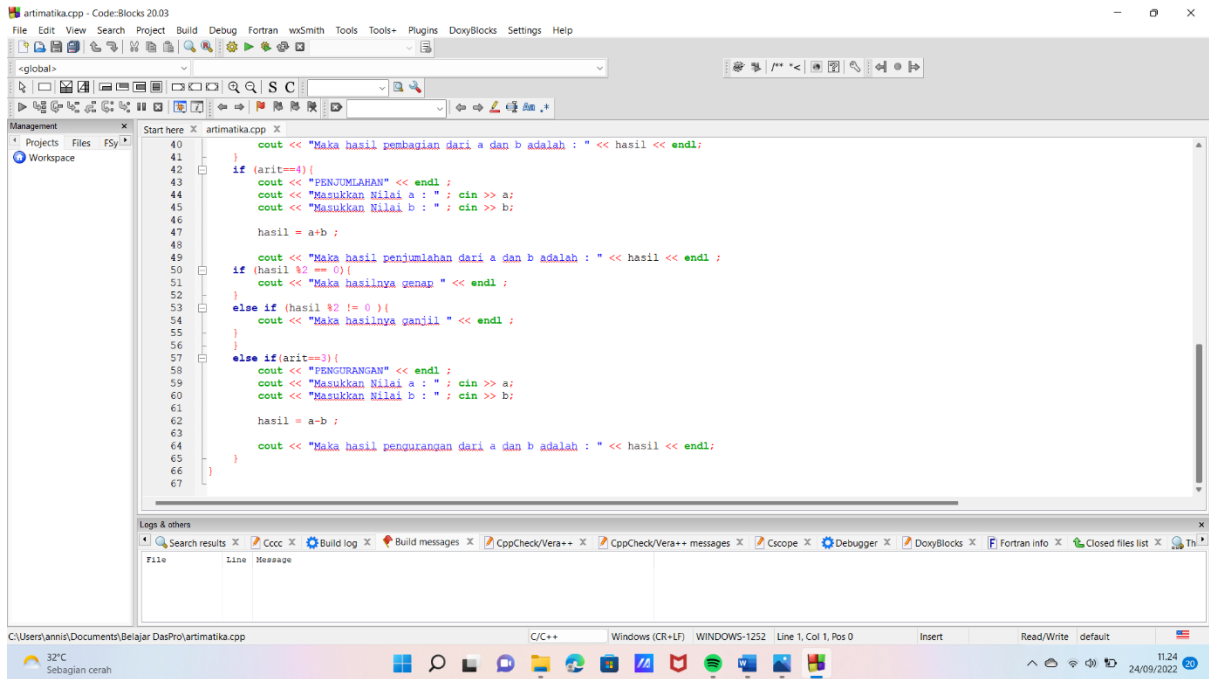 artimatika.cpp - Code::Blocks 20.03
File Edit View Search Project Build Debug Fortran wxSmith Tools Tools+ Plugins DoxyBlocks Settings Help
<global>
/** *<
S C
Management
Start here artimatika.cpp
Projects Files FSy
Workspace
40 cout << "Maka hasil pembagian dari a dan b adalah : " << hasil << endl;
41 }
42 if (arit==4){
43 cout << "PENJUMLAHAN" << endl ;
44 cout << "Masukkan Nilai a : " ; cin >> a;
45 cout << "Masukkan Nilai b : " ; cin >> b;
46
47 hasil = a+b ;
48
49 cout << "Maka hasil penjumlahan dari a dan b adalah : " << hasil << endl ;
50 if (hasil %2 == 0){
51 cout << "Maka hasilnya genap " << endl ;
52 }
53 else if (hasil %2 != 0 ){
54 cout << "Maka hasilnya ganjil " << endl ;
55 }
56 }
57 else if(arit==3){
58 cout << "PENGURANGAN" << endl ;
59 cout << "Masukkan Nilai a : " ; cin >> a;
60 cout << "Masukkan Nilai b : " ; cin >> b;
61
62 hasil = a-b ;
63
64 cout << "Maka hasil pengurangan dari a dan b adalah : " << hasil << endl;
65 }
66 }
67
Logs & others
Search results Cccc Build log Build messages CppCheck/Vera++ CppCheck/Vera++ messages Cscope Debugger DoxyBlocks Fortran info Closed files list Th
File Line Message
C:\Users\annis\Documents\Belajar DasPro\artimatika.cpp C/C++ Windows (CR+LF) WINDOWS-1252 Line 1, Col 1, Pos 0 Insert Read/Write default
32°C
Sebagian cerah
11.24
24/09/2022
20